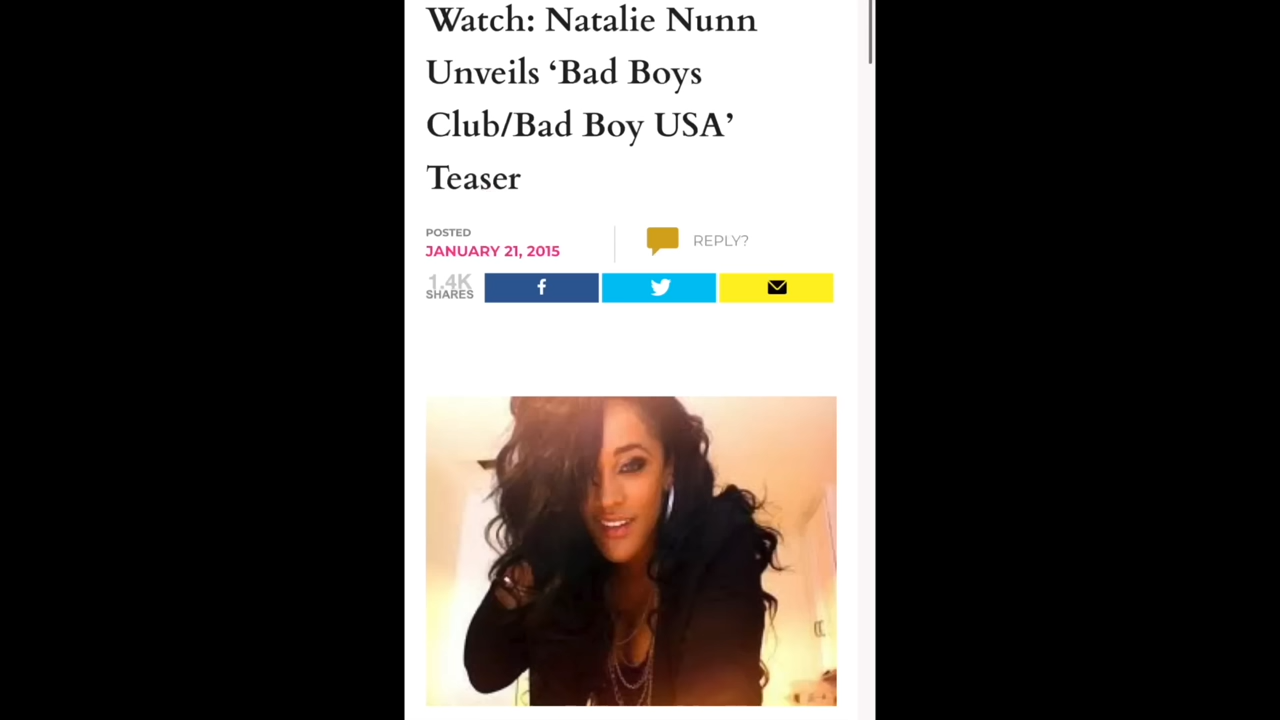 Watch: Natalie Nunn
Unveils ‘Bad Boys
Club/Bad Boy USA’
Teaser
POSTED
JANUARY 21, 2015
REPLY?
1.4K
SHARES